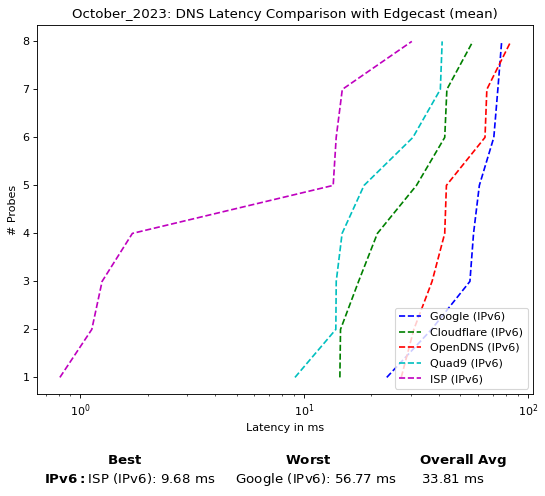 October_2023: DNS Latency Comparison with Edgecast (mean)
8
7
6
5
4
3
2
1
# Probes
10⁰ 10¹ 10²
Latency in ms
Google (IPv6)
Cloudflare (IPv6)
OpenDNS (IPv6)
Quad9 (IPv6)
ISP (IPv6)
Best Worst Overall Avg
IPv6: ISP (IPv6): 9.68 ms Google (IPv6): 56.77 ms 33.81 ms